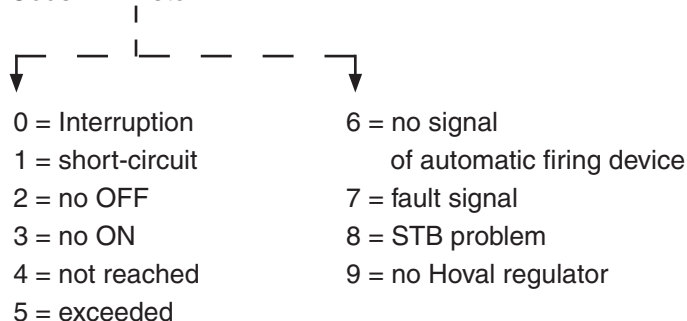 0 = Interruption
1 = short-circuit
2 = no OFF
3 = no ON
4 = not reached
5 = exceeded
6 = no signal
of automatic firing device
7 = fault signal
8 = STB problem
9 = no Hoval regulator